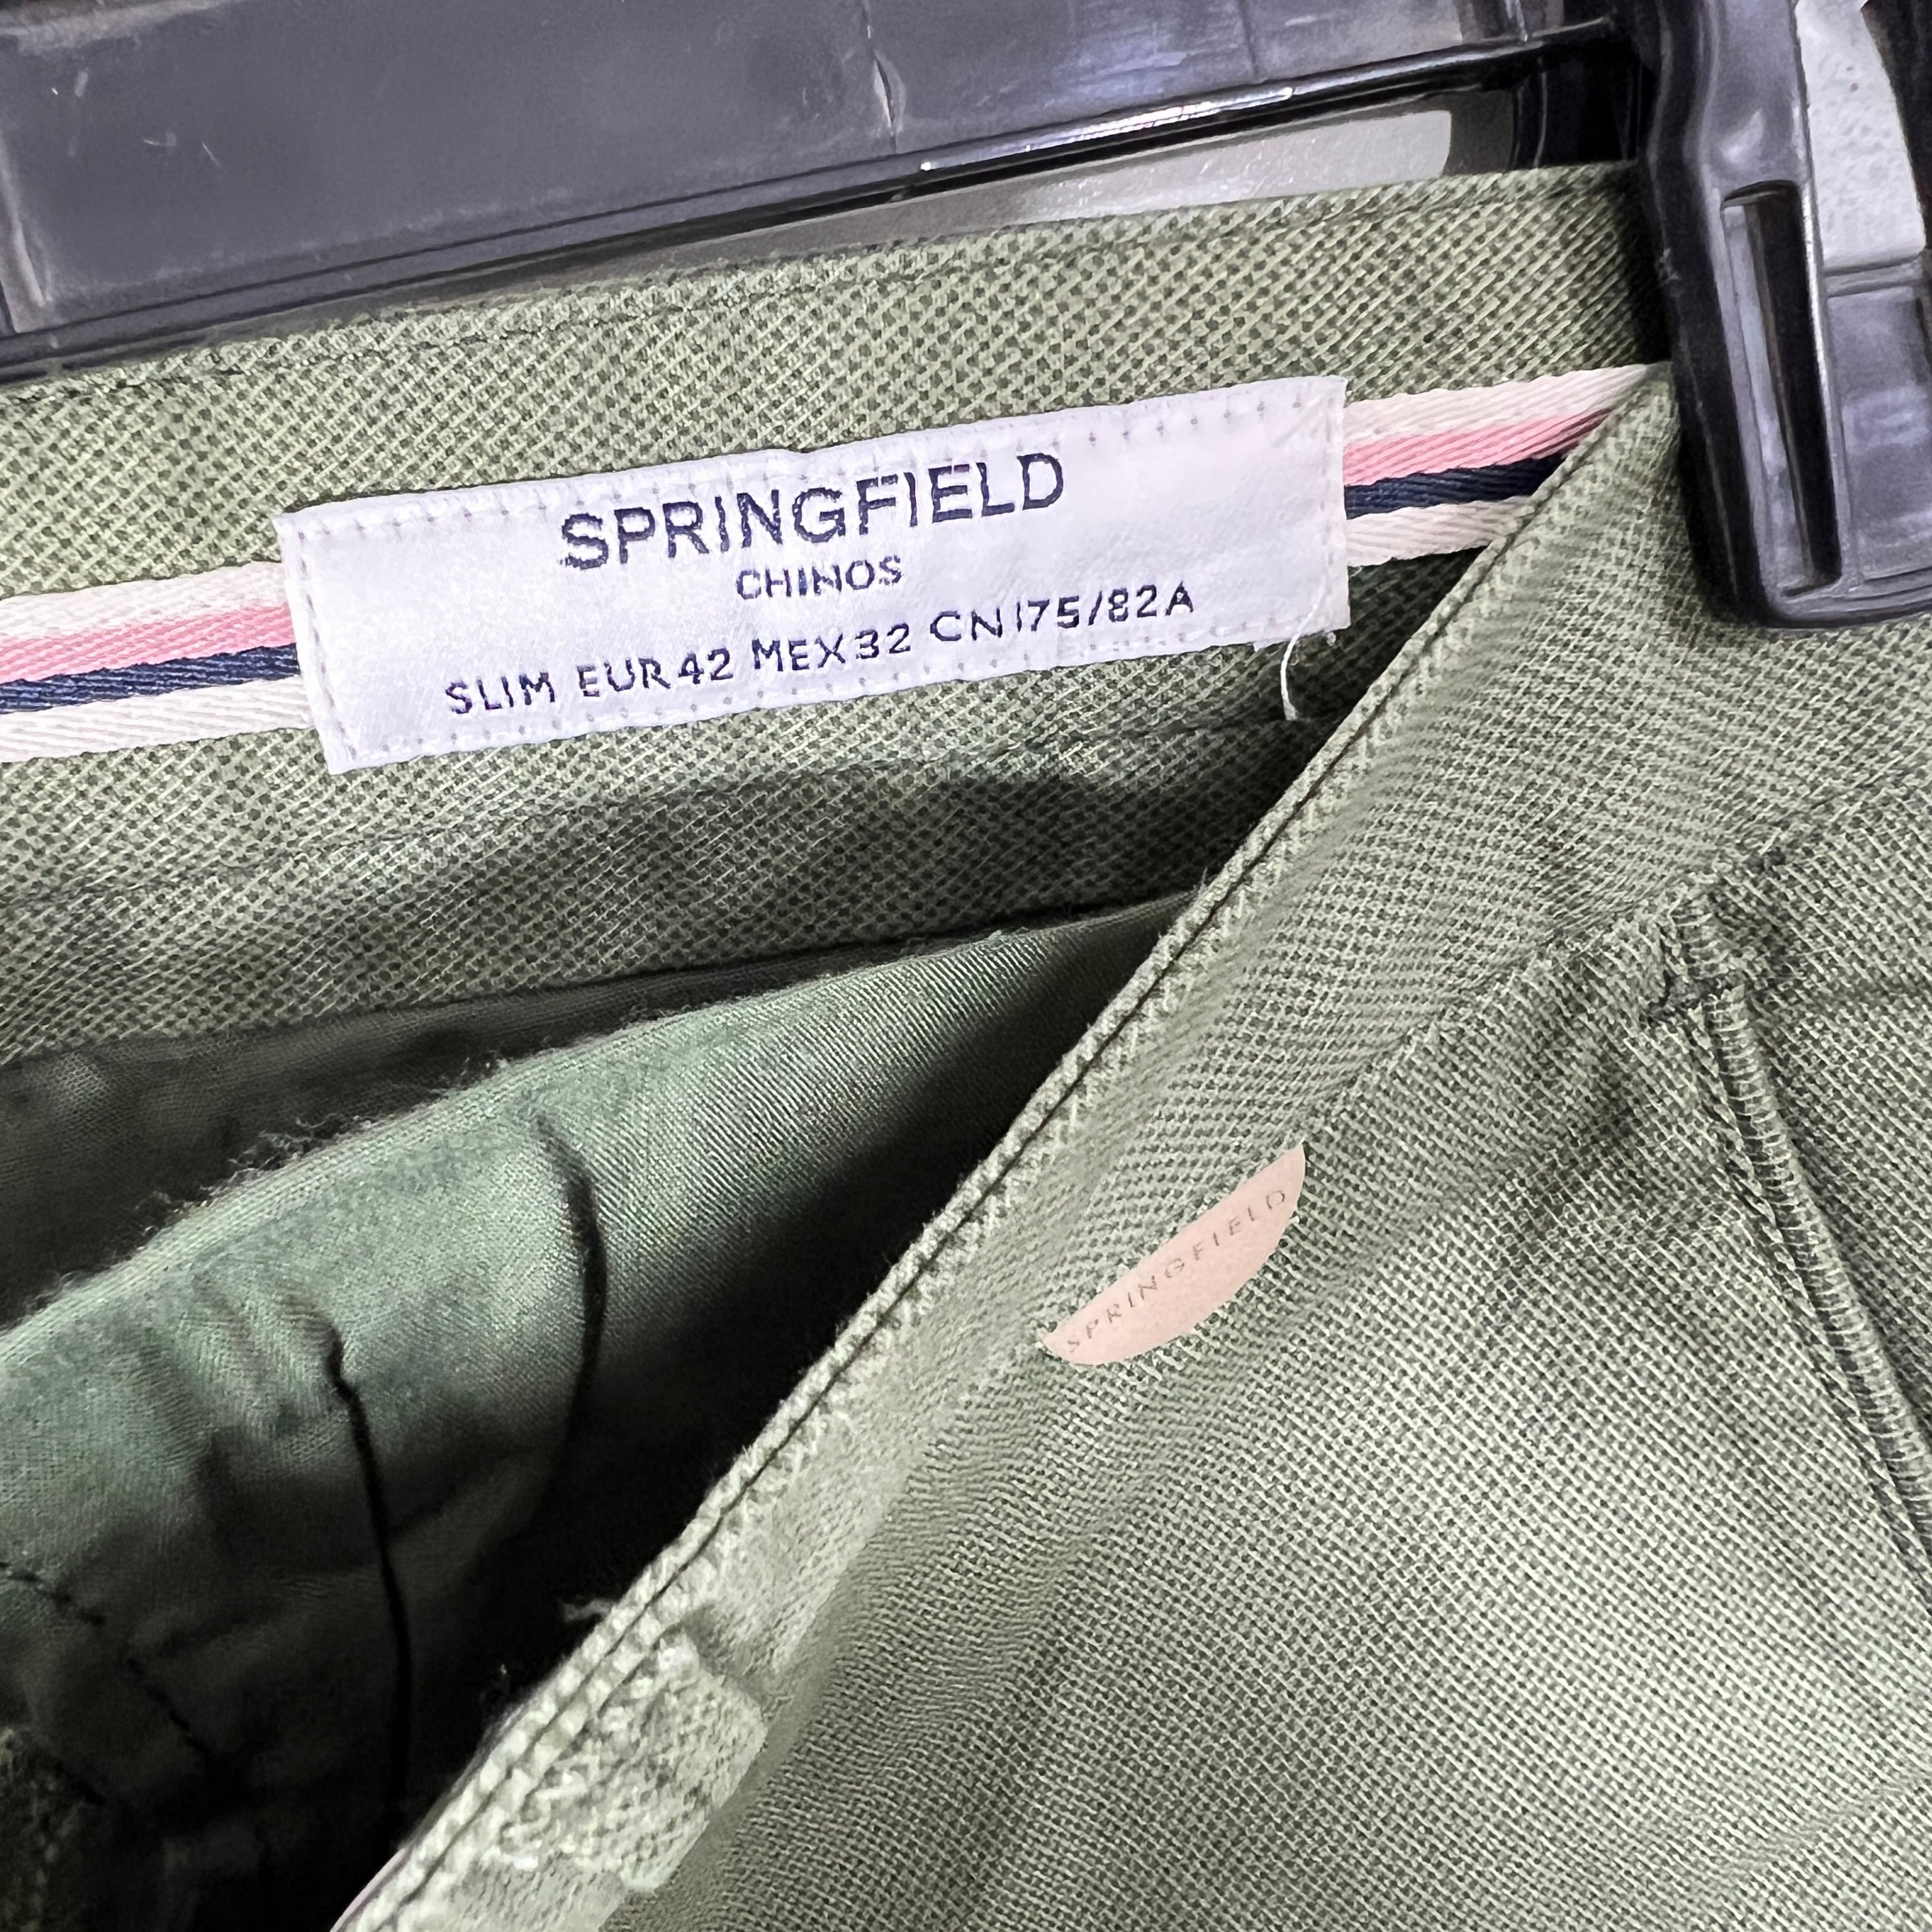 SPRINGFIELD
CHINOS
SLIM EUR 42 MEX 32 CN 175/82A
SPRINGFIELD